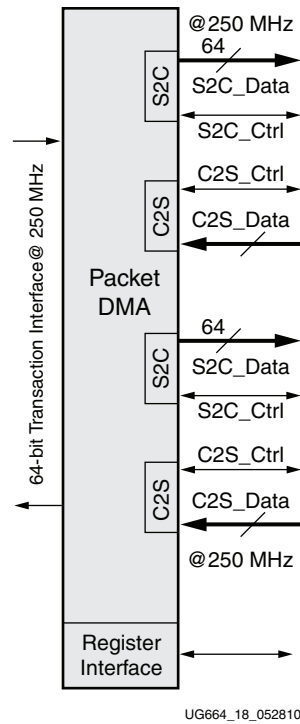 @250 MHz
64
S2C
S2C_Data
S2C_Ctrl
C2S_Ctrl
C2S
C2S_Data
64-bit Transaction Interface@ 250 MHz
Packet
DMA
64
S2C
S2C_Data
S2C_Ctrl
C2S_Ctrl
C2S
C2S_Data
@250 MHz
Register
Interface
UG664_18_052810